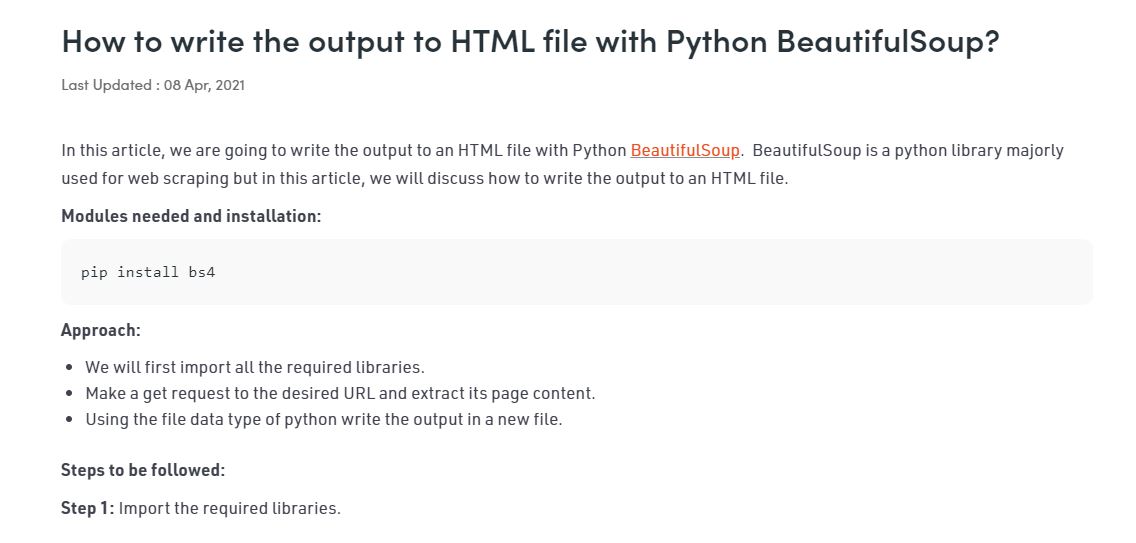 How to write the output to HTML file with Python BeautifulSoup?
Last Updated : 08 Apr, 2021
In this article, we are going to write the output to an HTML file with Python BeautifulSoup.  BeautifulSoup is a python library majorly
used for web scraping but in this article, we will discuss how to write the output to an HTML file.
Modules needed and installation:
pip install bs4
Approach:
• We will first import all the required libraries.
• Make a get request to the desired URL and extract its page content.
• Using the file data type of python write the output in a new file.
Steps to be followed:
Step 1: Import the required libraries.